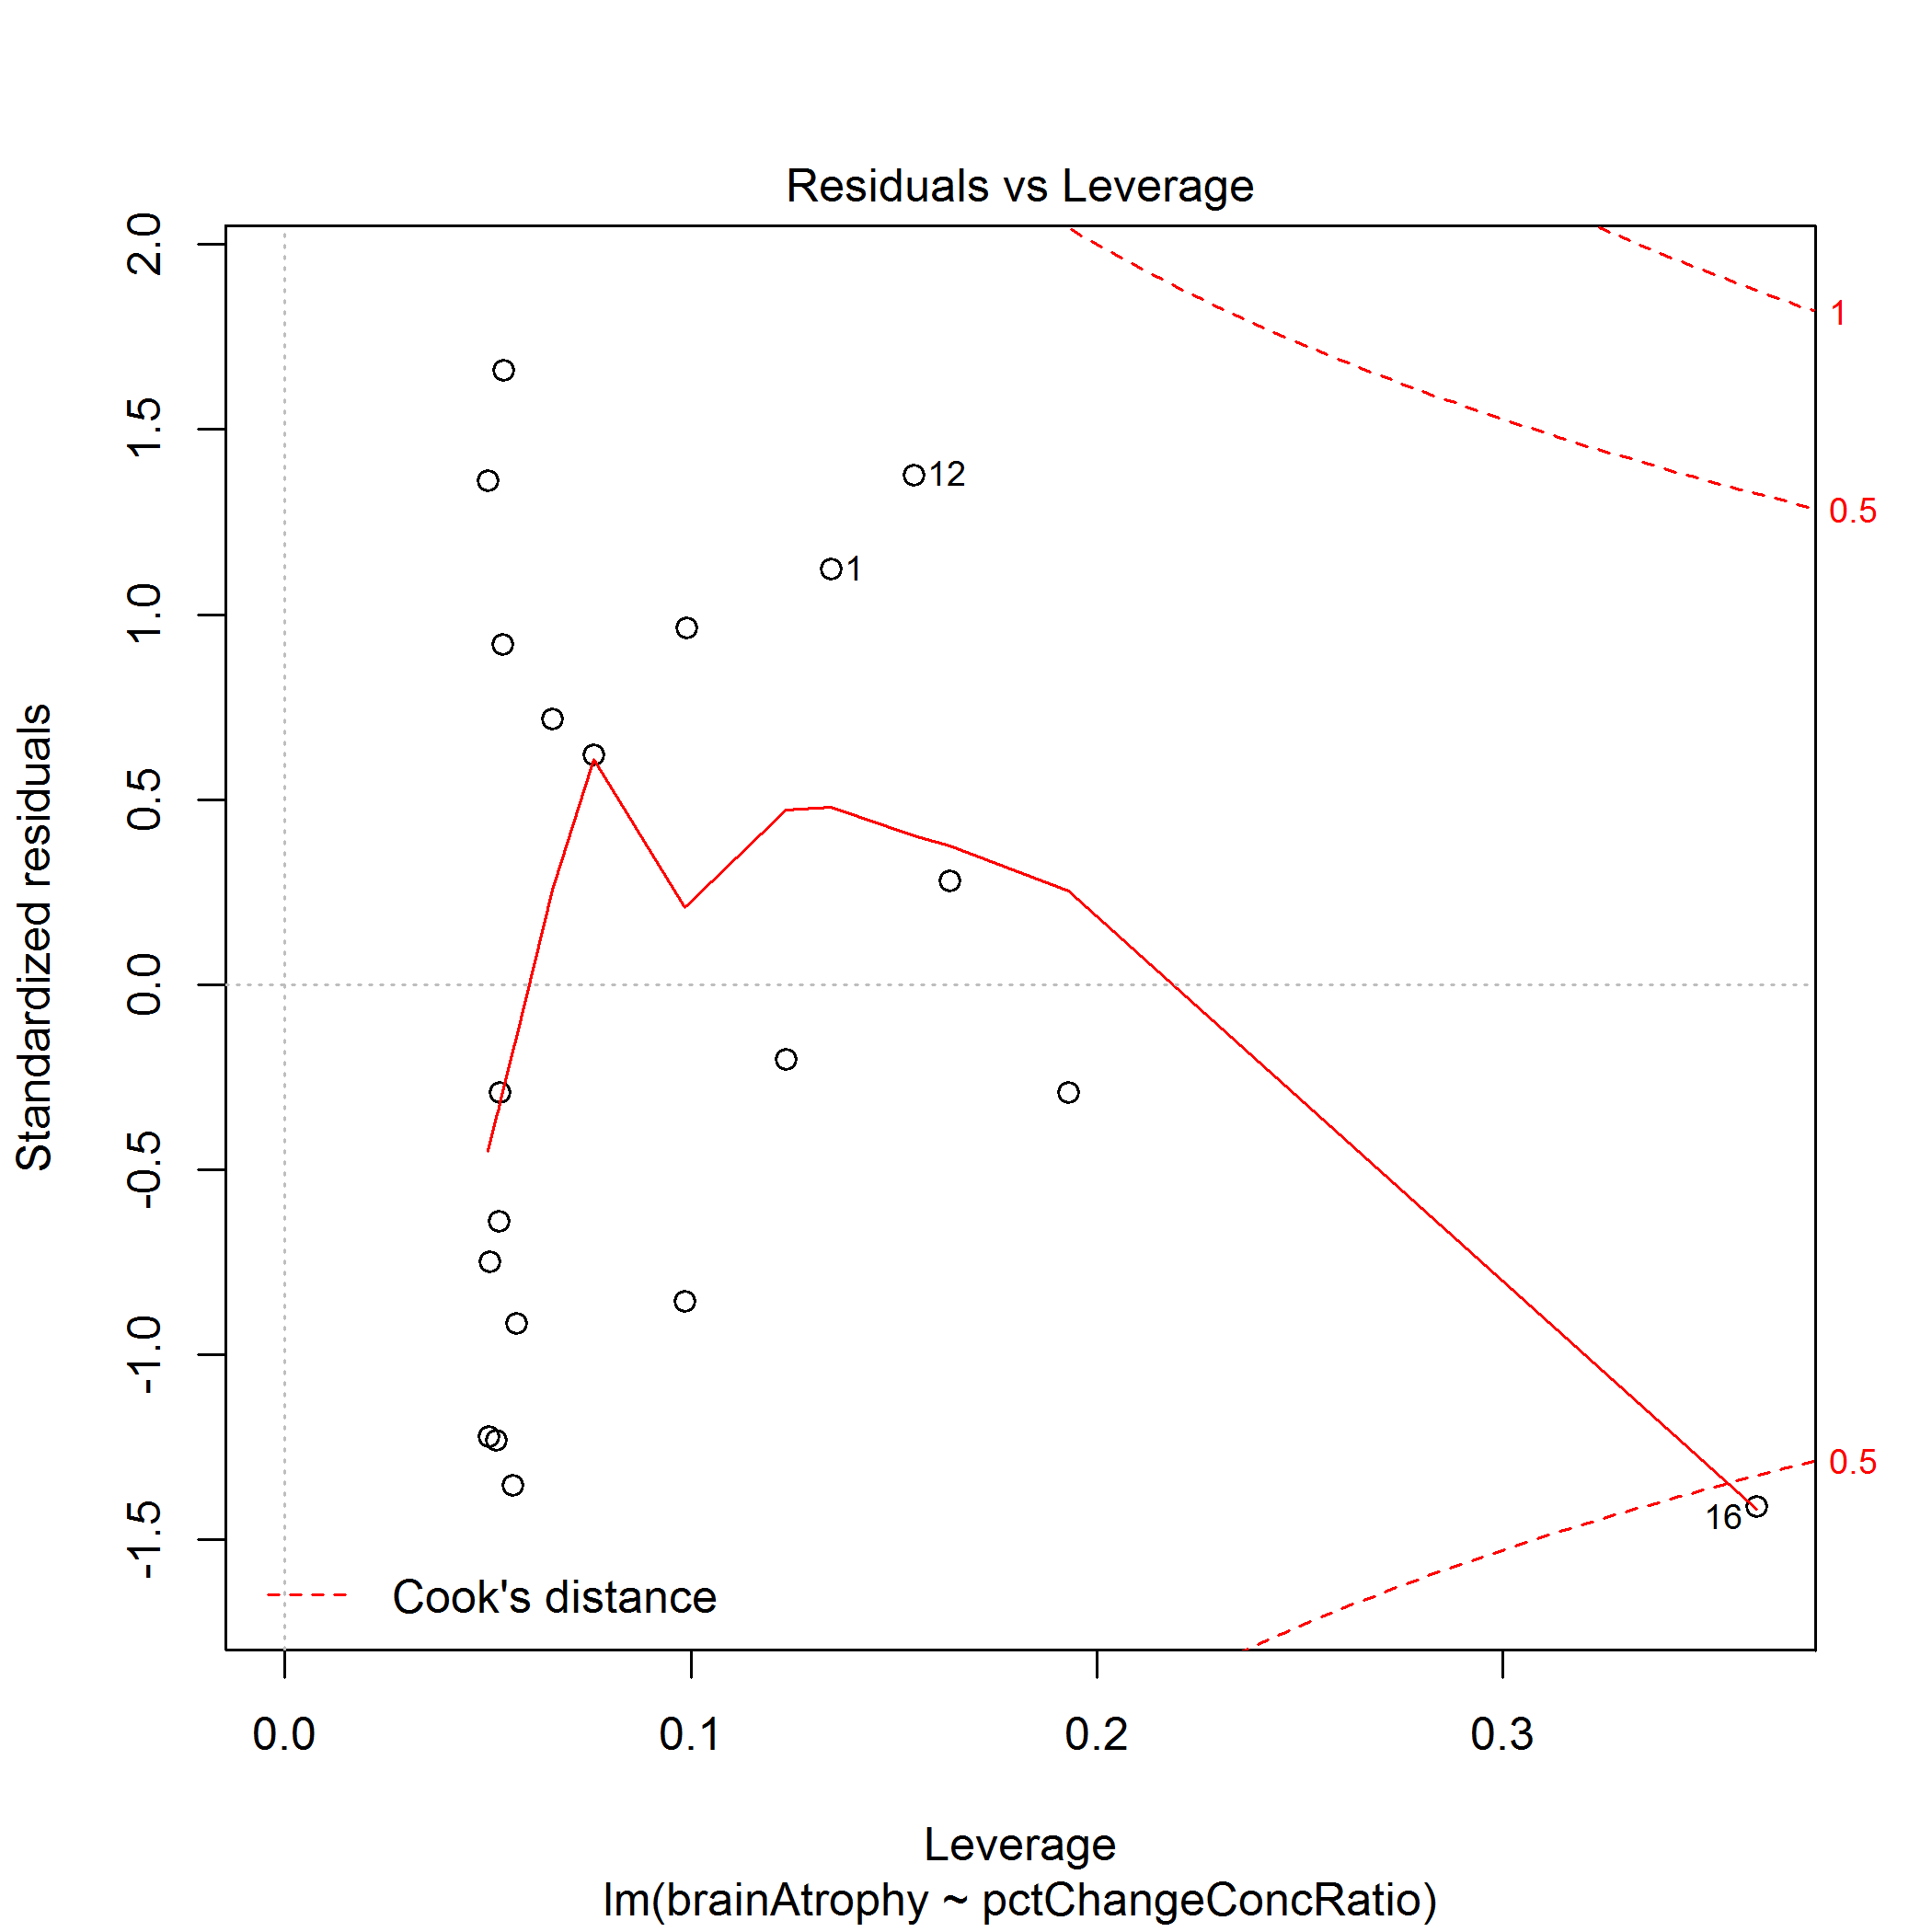 Residuals vs Leverage
2.0
1.5
1.0
0.5
0.0
-0.5
-1.0
-1.5
Standardized residuals
1
0.5
12
1
0.5
16
Cook's distance
0.0 0.1 0.2 0.3
Leverage
lm(brainAtrophy ~ pctChangeConcRatio)